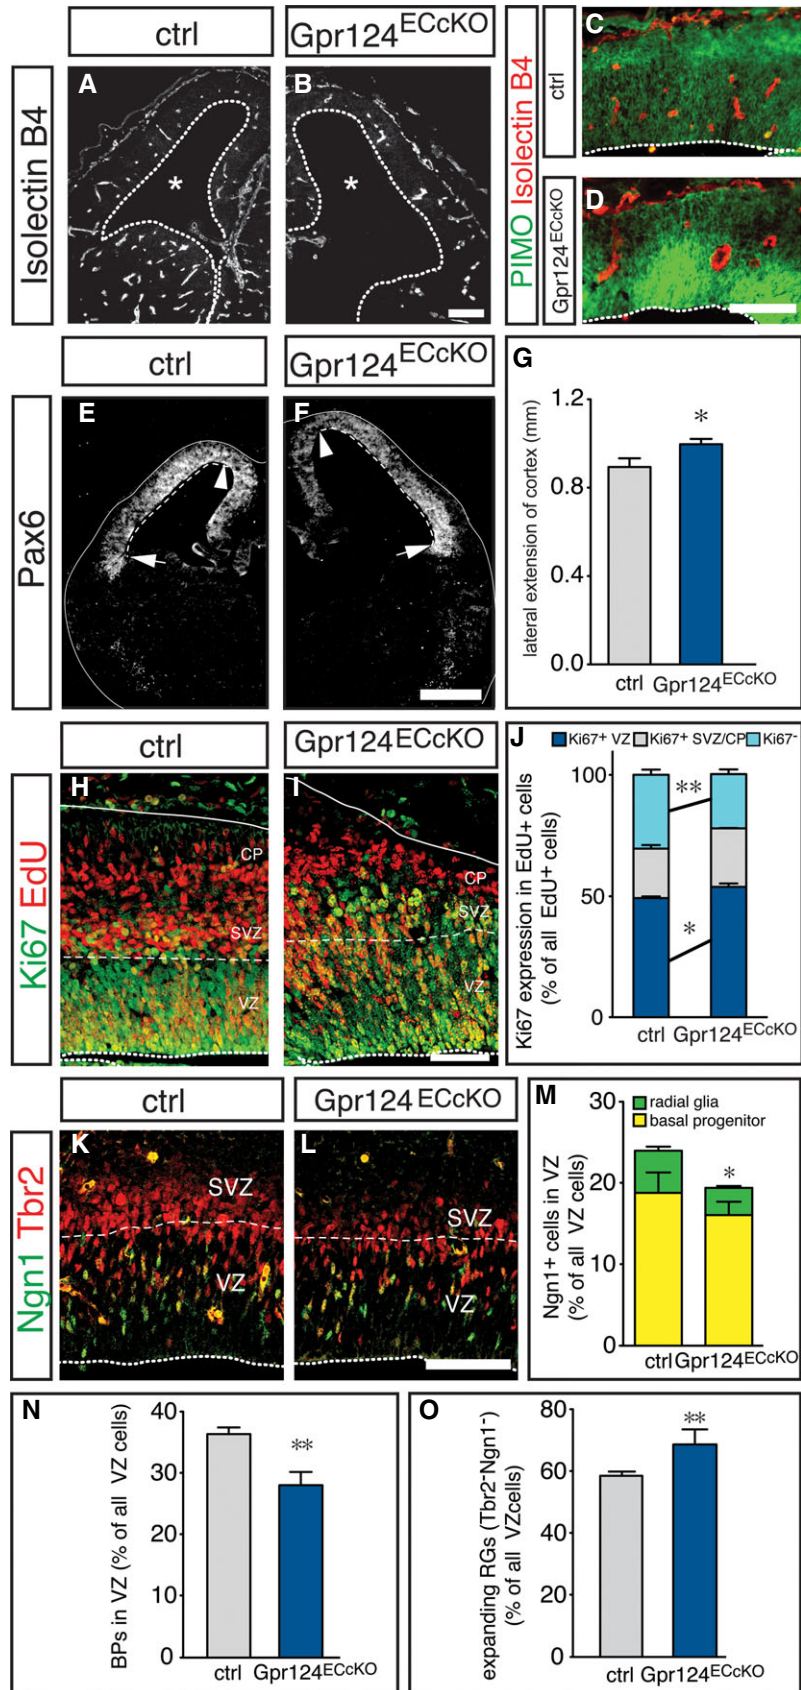 ctrl
Gpr124ECcKO
Isolectin B4
A
*
B
*
PIMO Isolectin B4
ctrl
C
Gpr124ECcKO
D
ctrl
Gpr124ECcKO
Pax6
E
F
G
lateral extension of cortex (mm)
1.2
0.8
0.4
0.0
*
ctrl Gpr124ECcKO
ctrl
Gpr124ECcKO
Ki67 EdU
H
CP
SVZ
VZ
I
CP
SVZ
VZ
J
Ki67+ VZ Ki67+ SVZ/CP Ki67-
Ki67 expression in EdU+ cells
(% of all EdU+ cells)
100
50
0
**
*
ctrl Gpr124ECcKO
ctrl
Gpr124ECcKO
Ngn1 Tbr2
K
SVZ
VZ
L
SVZ
VZ
M
radial glia
basal progenitor
Ngn1+ cells in VZ
(% of all VZ cells)
30
20
10
0
*
ctrl Gpr124ECcKO
N
BPs in VZ (% of all VZ cells)
40
30
20
10
0
**
ctrl Gpr124ECcKO
O
expanding RGs (Tbr2-Ngn1-)
(% of all VZcells)
80
60
40
20
0
**
ctrl Gpr124ECcKO